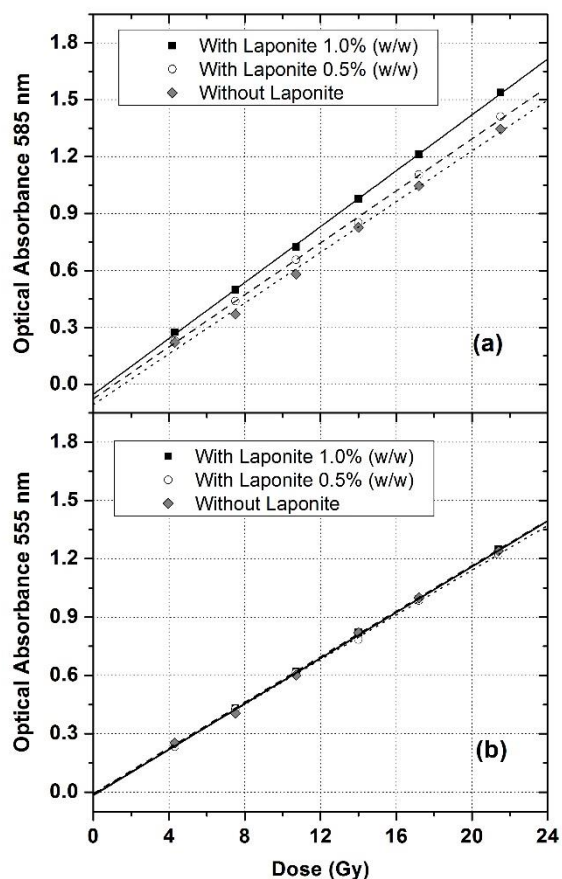 1.8
With Laponite 1.0% (w/w)
With Laponite 0.5% (w/w)
Without Laponite
1.5
1.2
0.9
0.6
0.3
0.0
Optical Absorbance 585 nm
(a)
1.8
With Laponite 1.0% (w/w)
With Laponite 0.5% (w/w)
Without Laponite
1.5
1.2
0.9
0.6
0.3
0.0
Optical Absorbance 555 nm
(b)
0 4 8 12 16 20 24
Dose (Gy)